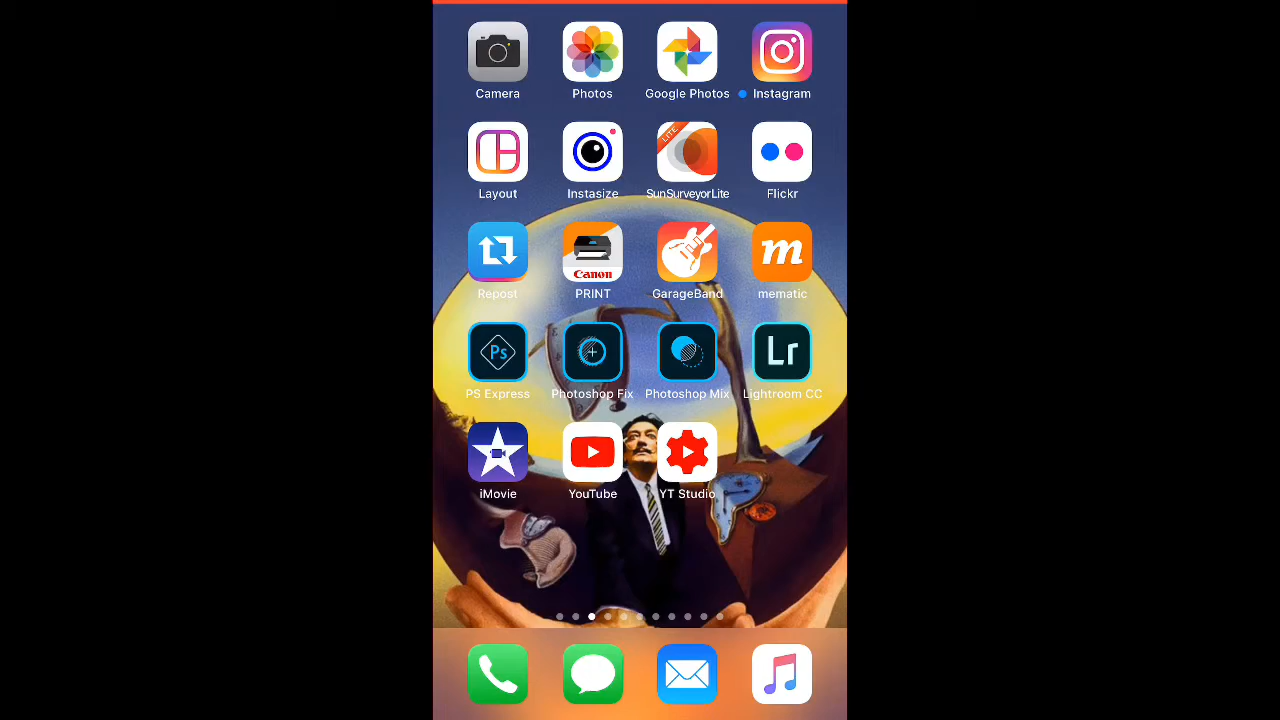 Camera Photos Google Photos Instagram
LITE
Layout Instasize SunSurveyorLite Flickr
Canon
m
Repost PRINT GarageBand mematic
Ps Lr
PS Express Photoshop Fix Photoshop Mix Lightroom CC
iMovie YouTube YT Studio